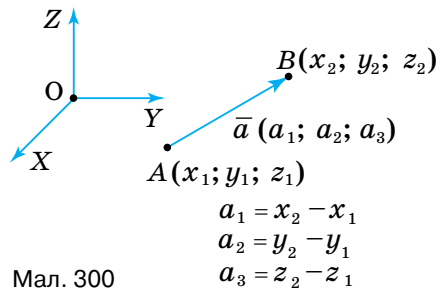 Z
B(x₂; y₂; z₂)
O
Y
a̅ (a₁; a₂; a₃)
X
A(x₁; y₁; z₁)
a₁ = x₂ − x₁
a₂ = y₂ − y₁
a₃ = z₂ − z₁
Мал. 300